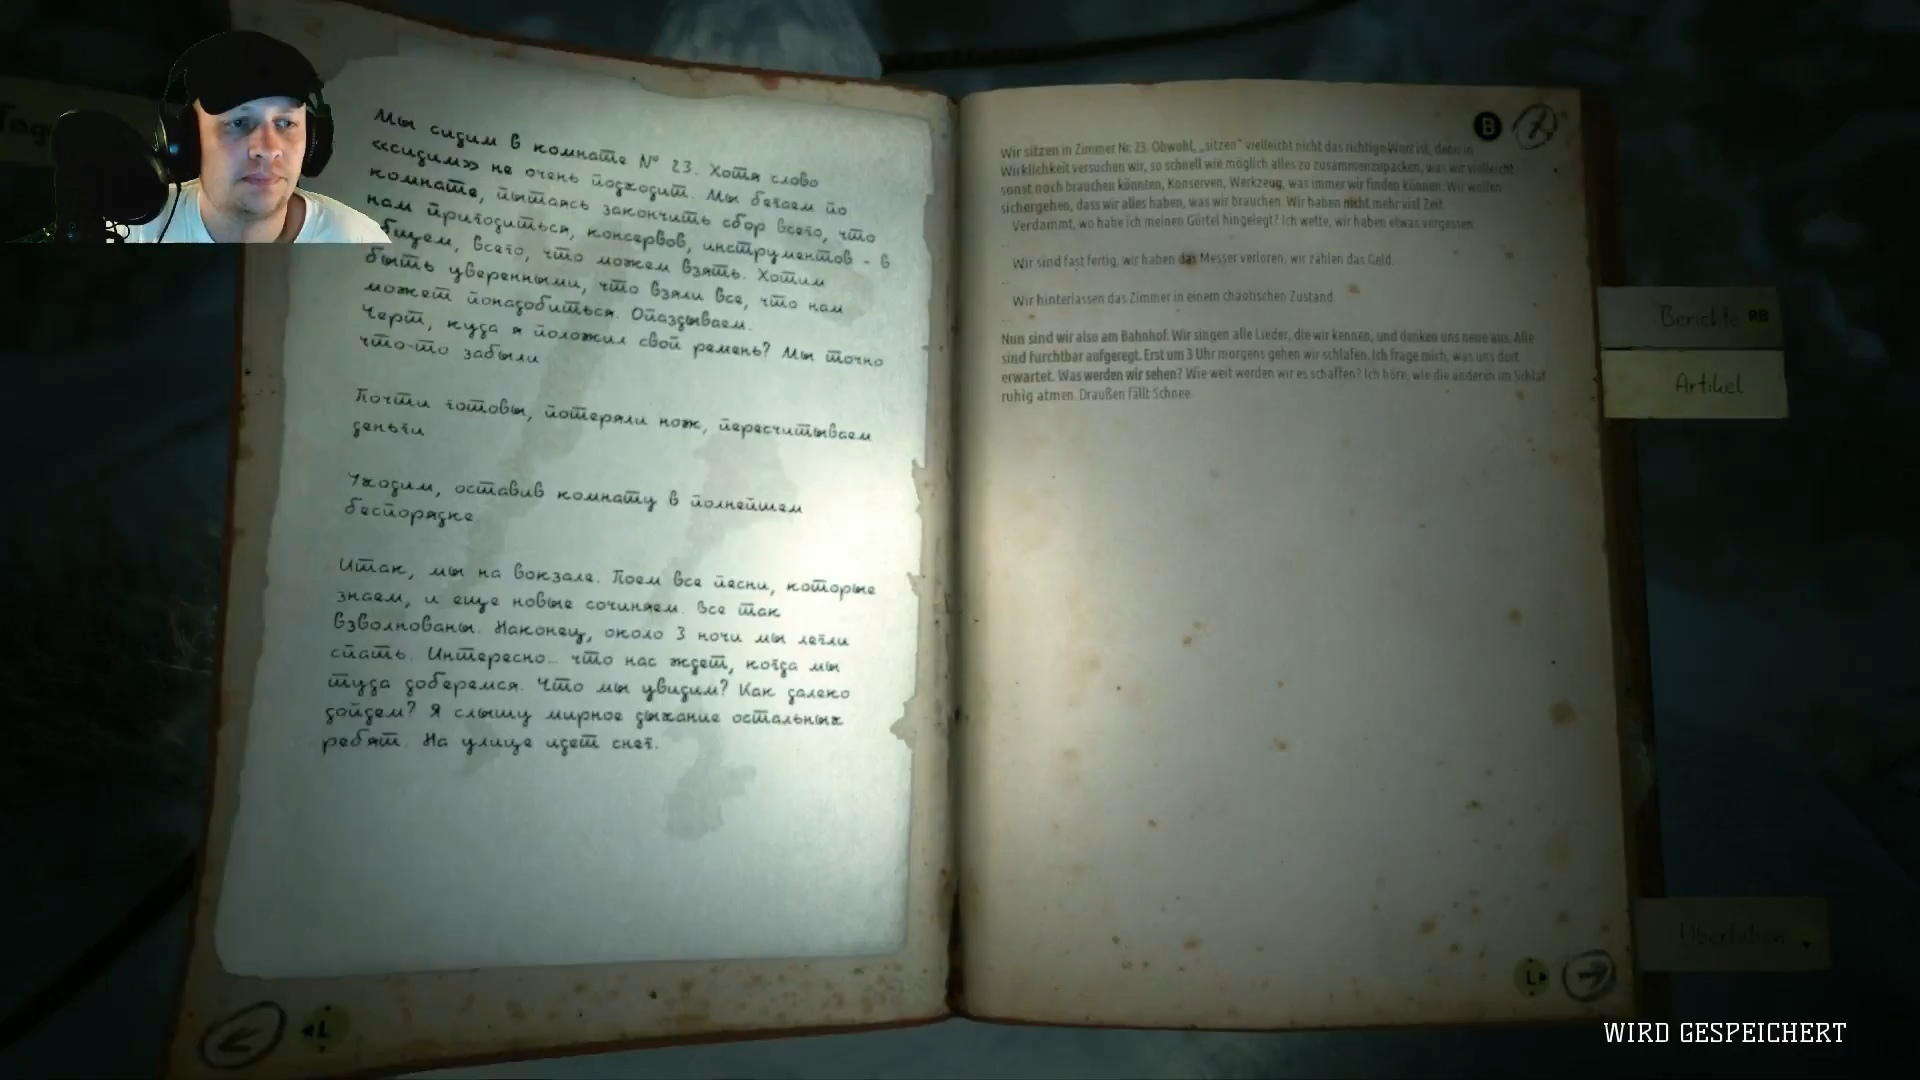 Tag
Мы сидим в комнате № 23. Хотя слово
«сидим» не очень подходит. Мы бегаем по
комнате, пытаясь закончить сбор всего, что
нам пригодиться, консервов, инструментов - в
бщем, всего, что можем взять. Хотим
быть уверенными, что взяли все, что нам
может понадобиться. Опаздываем.
Черт, куда я положил свой ремень? Мы точно
что-то забыли
Почти готовы, потеряли нож, пересчитываем
деньги
Уходим, оставив комнату в полнейшем
беспорядке
Итак, мы на вокзале. Поем все песни, которые
знаем, и еще новые сочиняем. Все так
взволнованы. Наконец, около 3 ночи мы легли
спать. Интересно... что нас ждет, когда мы
туда доберемся. Что мы увидим? Как далеко
дойдем? Я слышу мирное дыхание остальных
ребят. На улице идет снег.
L
B
Wir sitzen in Zimmer Nr. 23. Obwohl, „sitzen" vielleicht nicht das richtige Wort ist, denn in
Wirklichkeit versuchen wir, so schnell wie möglich alles zu zusammenzupacken, was wir vielleicht
sonst noch brauchen könnten, Konserven, Werkzeug, was immer wir finden können. Wir wollen
sichergehen, dass wir alles haben, was wir brauchen. Wir haben nicht mehr viel Zeit.
Verdammt, wo habe ich meinen Gürtel hingelegt? Ich wette, wir haben etwas vergessen.
Wir sind fast fertig, wir haben das Messer verloren, wir zählen das Geld.
Wir hinterlassen das Zimmer in einem chaotischen Zustand.
Nun sind wir also am Bahnhof. Wir singen alle Lieder, die wir kennen, und denken uns neue aus. Alle
sind furchtbar aufgeregt. Erst um 3 Uhr morgens gehen wir schlafen. Ich frage mich, was uns dort
erwartet. Was werden wir sehen? Wie weit werden wir es schaffen? Ich höre, wie die anderen im Schlaf
ruhig atmen. Draußen fällt Schnee.
Berichte RB
Artikel
Überleben
L
WIRD GESPEICHERT